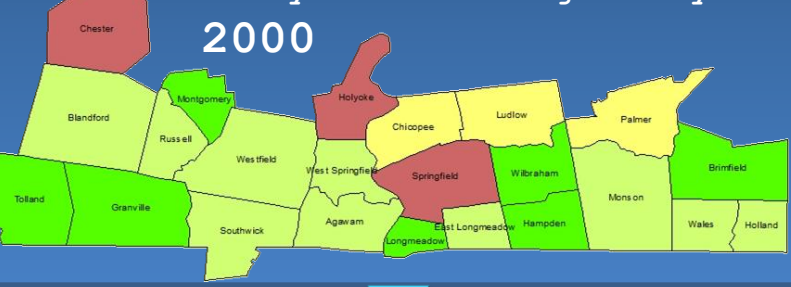 2000
Chester
Blandford
Montgomery
Russell
Westfield
Holyoke
Chicopee
Ludlow
Palmer
West Springfield
Springfield
Wilbraham
Brimfield
Tolland
Granville
Southwick
Agawam
Longmeadow
East Longmeadow
Hampden
Monson
Wales
Holland